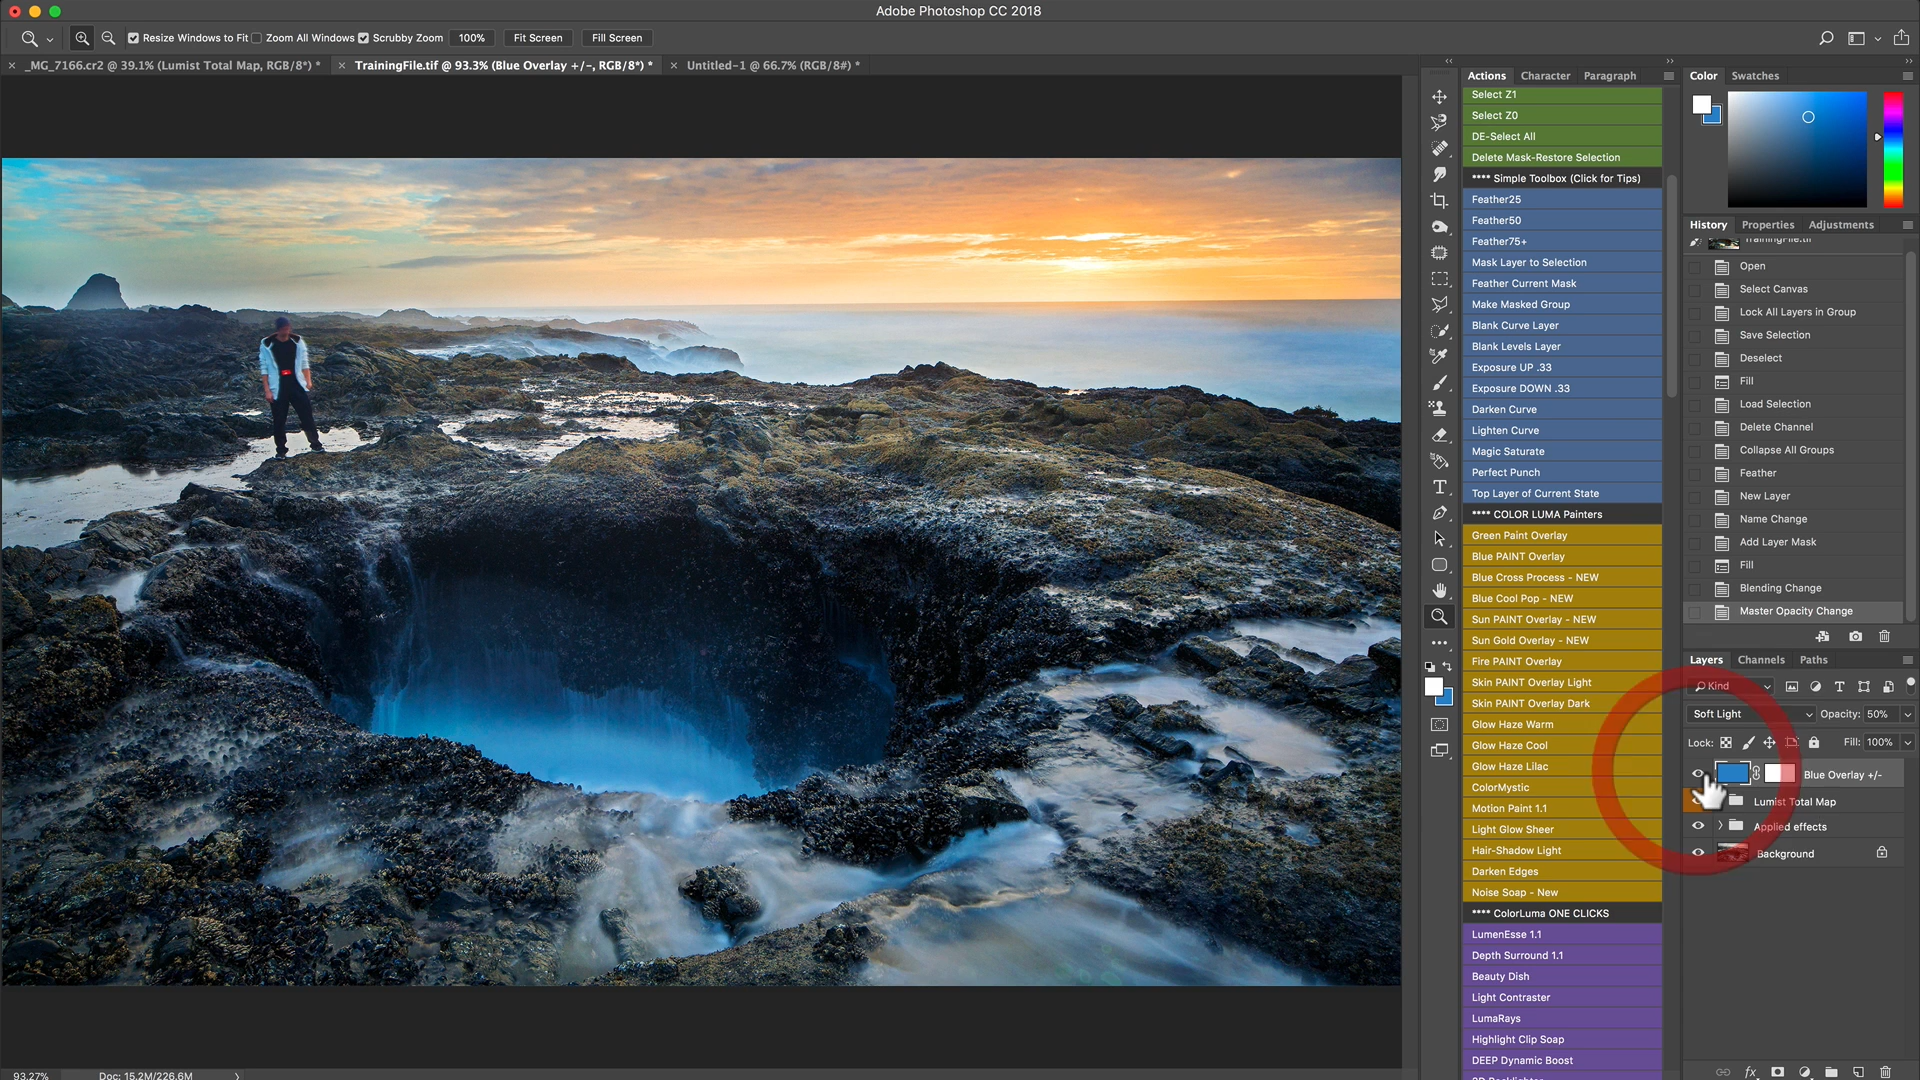 Adobe Photoshop CC 2018
Resize Windows to Fit Zoom All Windows Scrubby Zoom 100% Fit Screen Fill Screen
× _MG_7166.cr2 @ 39.1% (Lumist Total Map, RGB/8*) *
× TrainingFile.tif @ 93.3% (Blue Overlay +/-, RGB/8*) *
× Untitled-1 @ 66.7% (RGB/8#) *
Actions Character Paragraph
Select Z1
Select Z0
DE-Select All
Delete Mask-Restore Selection
**** Simple Toolbox (Click for Tips)
Feather25
Feather50
Feather75+
Mask Layer to Selection
Feather Current Mask
Make Masked Group
Blank Curve Layer
Blank Levels Layer
Exposure UP .33
Exposure DOWN .33
Darken Curve
Lighten Curve
Magic Saturate
Perfect Punch
Top Layer of Current State
**** COLOR LUMA Painters
Green Paint Overlay
Blue PAINT Overlay
Blue Cross Process - NEW
Blue Cool Pop - NEW
Sun PAINT Overlay - NEW
Sun Gold Overlay - NEW
Fire PAINT Overlay
Skin PAINT Overlay Light
Skin PAINT Overlay Dark
Glow Haze Warm
Glow Haze Cool
Glow Haze Lilac
ColorMystic
Motion Paint 1.1
Light Glow Sheer
Hair-Shadow Light
Darken Edges
Noise Soap - New
**** ColorLuma ONE CLICKS
LumenEsse 1.1
Depth Surround 1.1
Beauty Dish
Light Contraster
LumaRays
Highlight Clip Soap
DEEP Dynamic Boost
Color Swatches
History Properties Adjustments
TrainingFile.tif
Open
Select Canvas
Lock All Layers in Group
Save Selection
Deselect
Fill
Load Selection
Delete Channel
Collapse All Groups
Feather
New Layer
Name Change
Add Layer Mask
Fill
Blending Change
Master Opacity Change
Layers Channels Paths
Kind
Soft Light Opacity: 50%
Lock: Fill: 100%
Blue Overlay +/-
Lumist Total Map
Applied effects
Background
93.27% Doc: 15.2M/226.6M